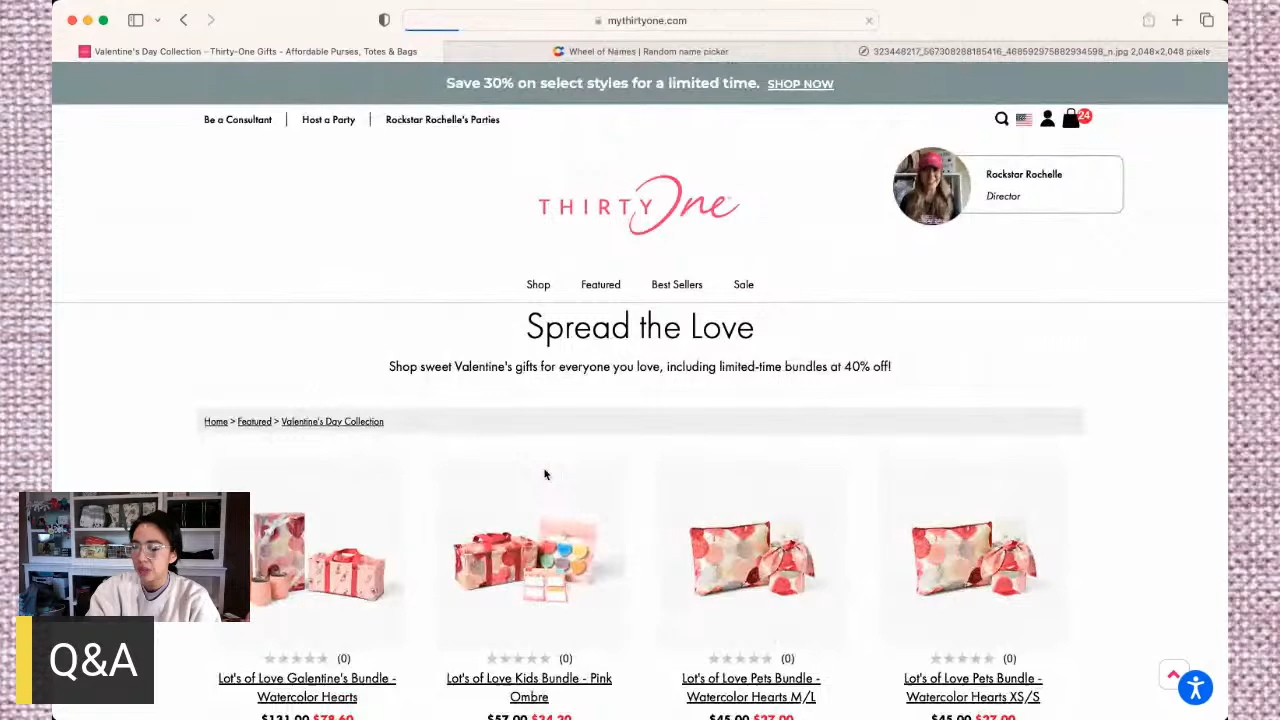 mythirtyone.com
Valentine's Day Collection – Thirty-One Gifts - Affordable Purses, Totes & Bags
Wheel of Names | Random name picker
323448217_567308288185416_468592975882934598_n.jpg 2,048×2,048 pixels
Save 30% on select styles for a limited time. SHOP NOW
Be a Consultant | Host a Party | Rockstar Rochelle's Parties
24
Rockstar Rochelle
Director
THIRTY One
Shop Featured Best Sellers Sale
Spread the Love
Shop sweet Valentine's gifts for everyone you love, including limited-time bundles at 40% off!
Home > Featured > Valentine's Day Collection
(0) (0) (0) (0)
Lot's of Love Galentine's Bundle - Watercolor Hearts
Lot's of Love Kids Bundle - Pink Ombre
Lot's of Love Pets Bundle - Watercolor Hearts M/L
Lot's of Love Pets Bundle - Watercolor Hearts XS/S
$131.00 $78.60
$57.00 $34.20
$45.00 $27.00
$45.00 $27.00
Q&A